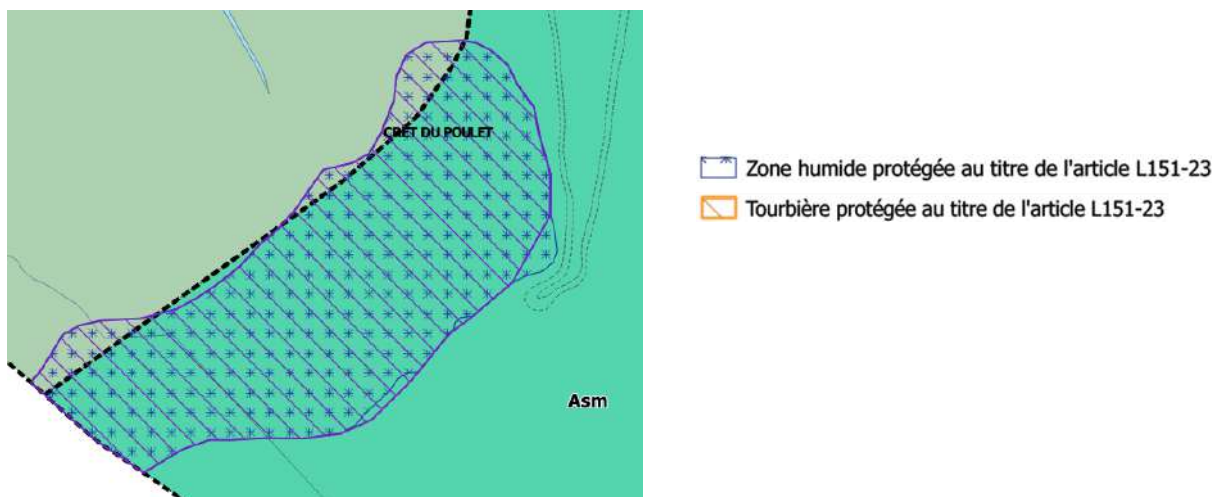 CRÊT DU POULET
Asm
Zone humide protégée au titre de l'article L151-23
Tourbière protégée au titre de l'article L151-23